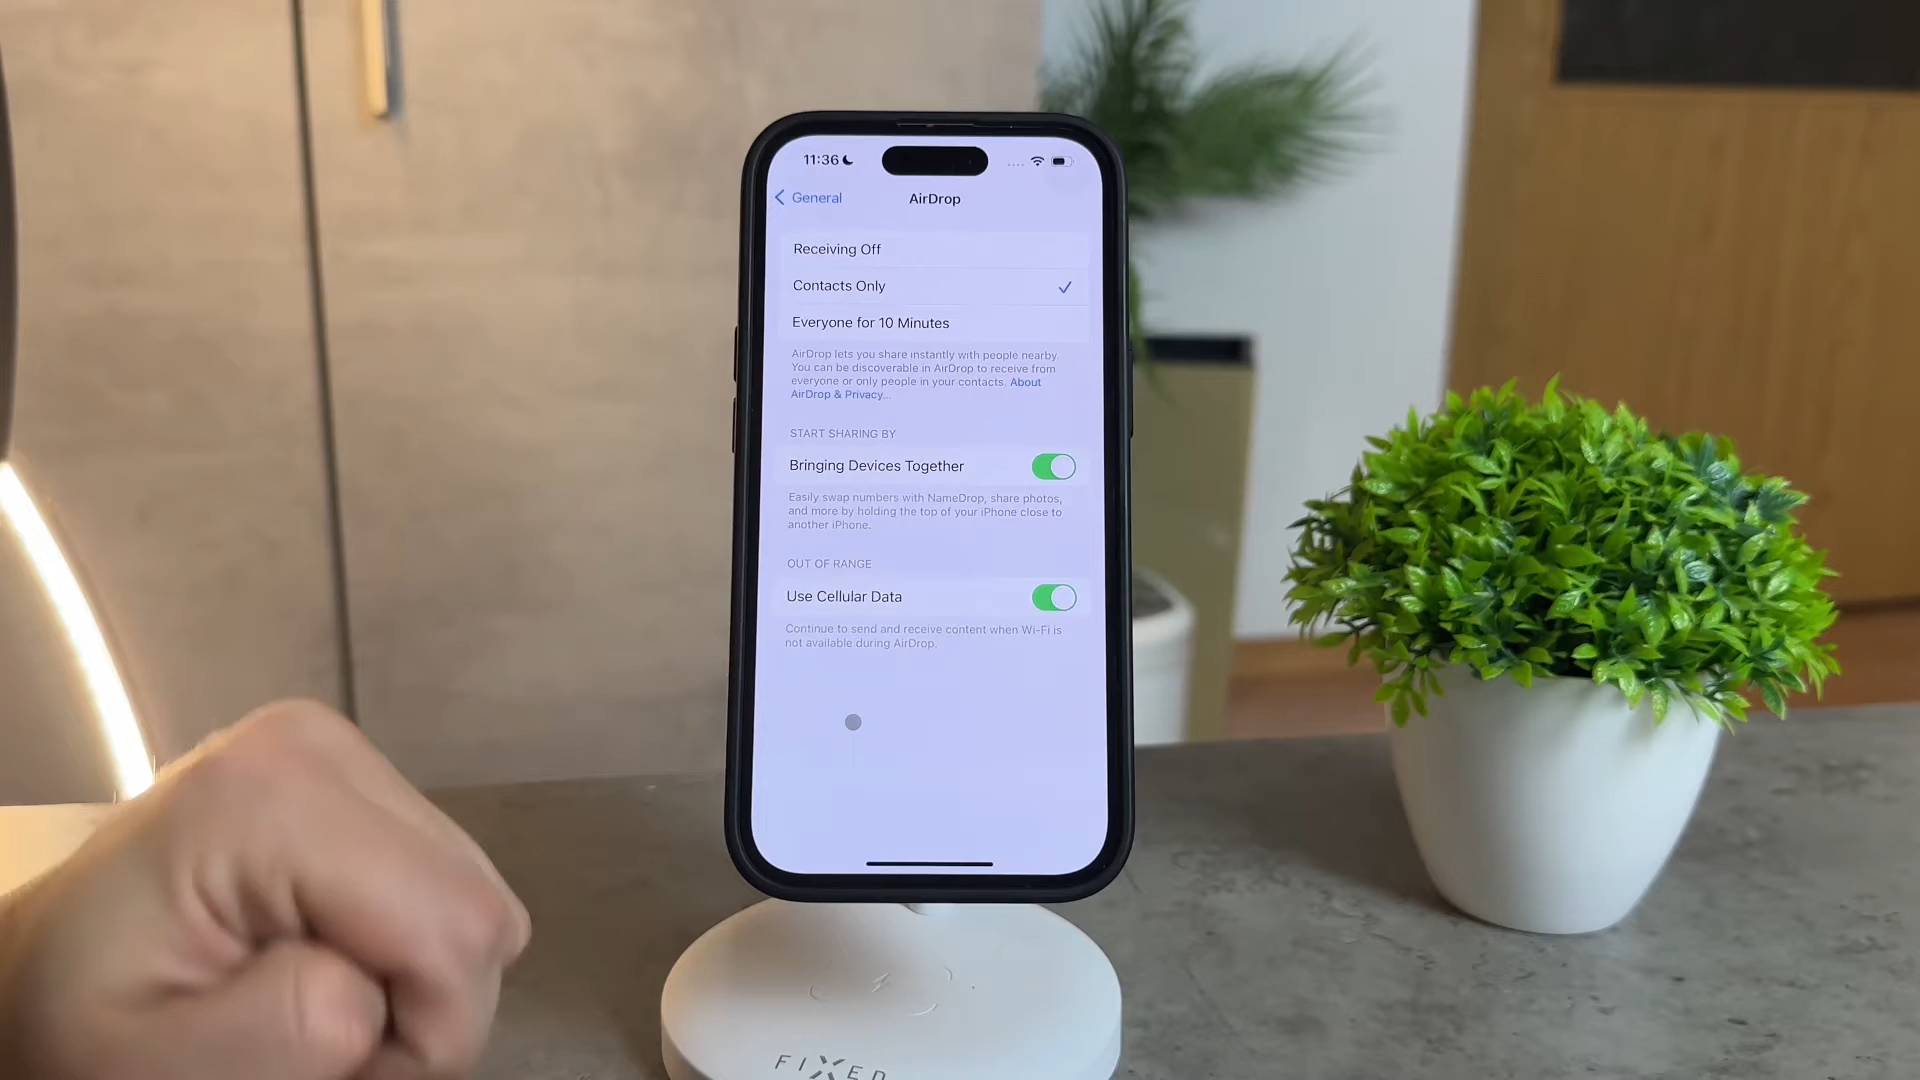 11:36
General
AirDrop
Receiving Off
Contacts Only
Everyone for 10 Minutes
AirDrop lets you share instantly with people nearby.
You can be discoverable in AirDrop to receive from
everyone or only people in your contacts. About
AirDrop & Privacy...
START SHARING BY
Bringing Devices Together
Easily swap numbers with NameDrop, share photos,
and more by holding the top of your iPhone close to
another iPhone.
OUT OF RANGE
Use Cellular Data
Continue to send and receive content when Wi-Fi is
not available during AirDrop.
FIXED